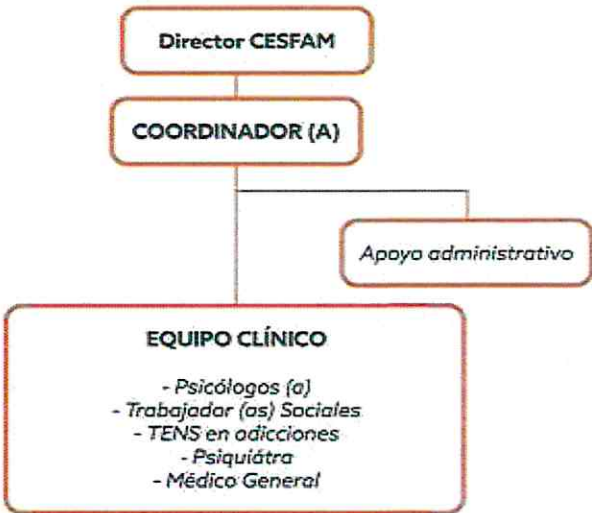 Director CESFAM
COORDINADOR (A)
Apoyo administrativo
EQUIPO CLÍNICO
- Psicólogos (a)
- Trabajador (as) Sociales
- TENS en adicciones
- Psiquiátra
- Médico General